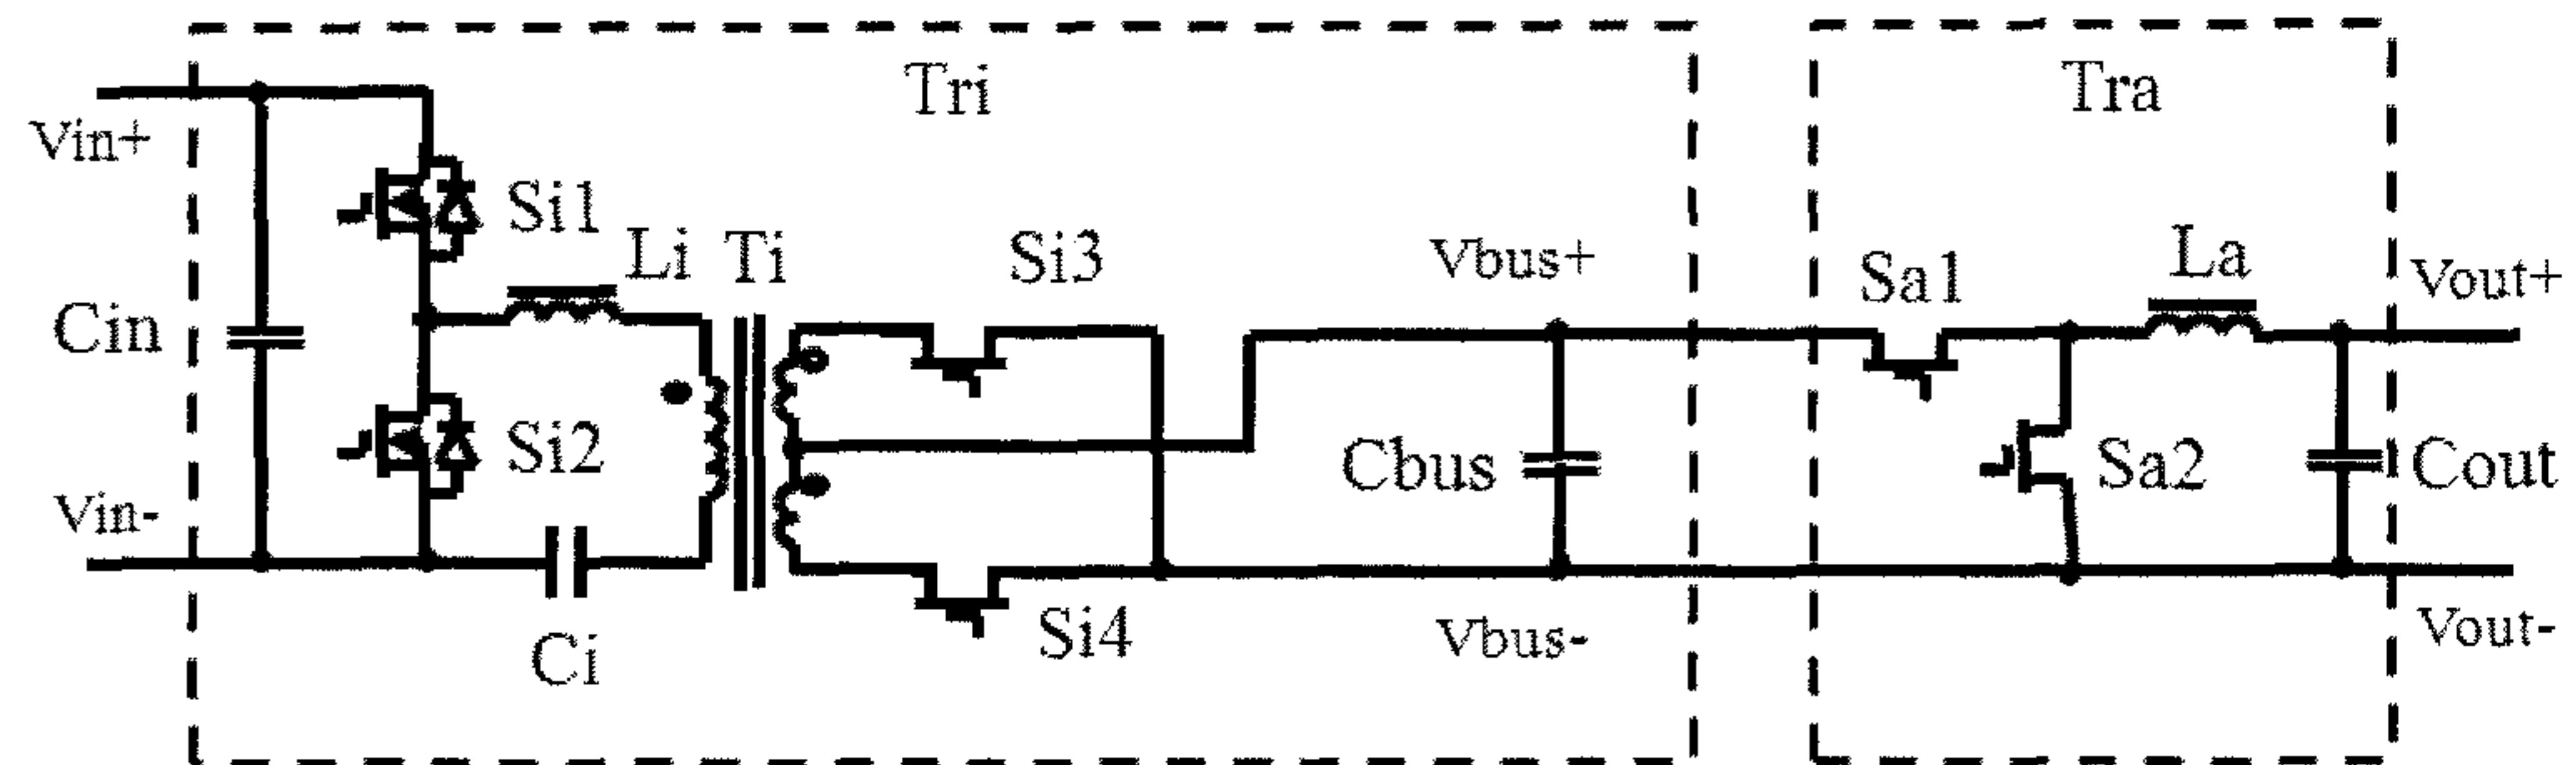 Tri
Tra
Vin+
Si1
Li
Ti
Si3
Vbus+
Sa1
La
Vout+
Cin
Si2
Cbus
Sa2
Cout
Vin-
Ci
Si4
Vbus-
Vout-